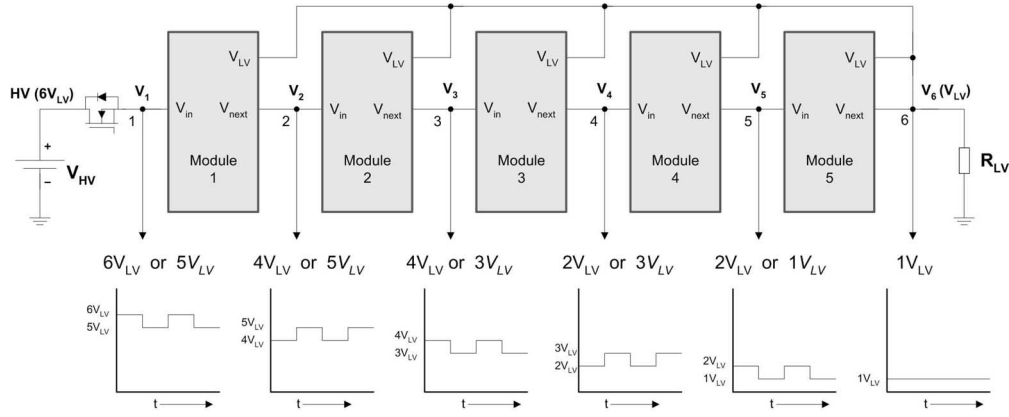 V_LV V_LV V_LV V_LV V_LV
HV (6V_LV) V_1 V_2 V_3 V_4 V_5 V_6 (V_LV)
V_in V_next V_in V_next V_in V_next V_in V_next V_in V_next
1 2 3 4 5 6
+
V_HV
−
Module 1
Module 2
Module 3
Module 4
Module 5
R_LV
6V_LV or 5V_LV
4V_LV or 5V_LV
4V_LV or 3V_LV
2V_LV or 3V_LV
2V_LV or 1V_LV
1V_LV
6V_LV
5V_LV
t
5V_LV
4V_LV
t
4V_LV
3V_LV
t
3V_LV
2V_LV
t
2V_LV
1V_LV
t
1V_LV
t